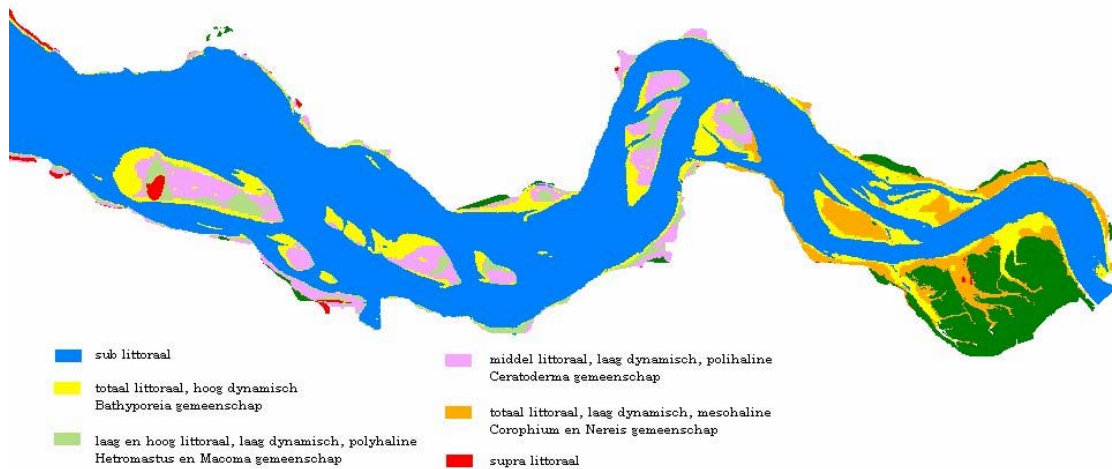 sub littoraal
totaal littoraal, hoog dynamisch
Bathyporeia gemeenschap
laag en hoog littoraal, laag dynamisch, polyhaline
Hetromastus en Macoma gemeenschap
middel littoraal, laag dynamisch, polihaline
Ceratoderma gemeenschap
totaal littoraal, laag dynamisch, mesohaline
Corophium en Nereis gemeenschap
supra littoraal